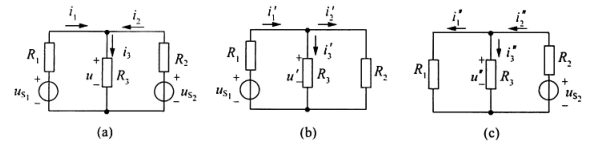 i₁ i₂
R₁ + u − i₃ R₃ R₂
+ uS₁ − + uS₂ −
(a)
i₁′ i₂′
R₁ + u′ − i₃′ R₃ R₂
+ uS₁ −
(b)
i₁″ i₂″
R₁ + u″ − i₃″ R₃ R₂
+ uS₂ −
(c)